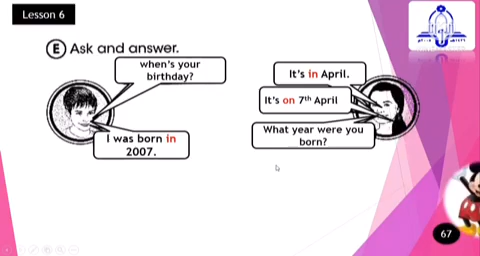 Lesson 6
E Ask and answer.
when's your
birthday?
It's in April.
It's on 7th April
What year were you
born?
I was born in
2007.
67